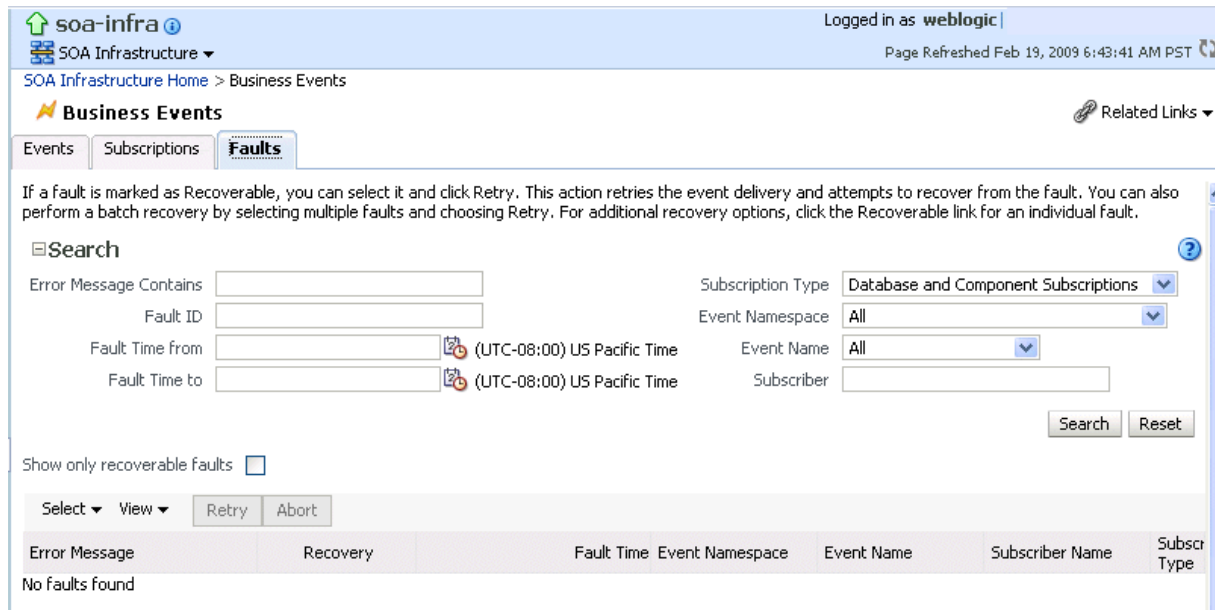 soa-infra
Logged in as weblogic
SOA Infrastructure
Page Refreshed Feb 19, 2009 6:43:41 AM PST
SOA Infrastructure Home > Business Events
Business Events
Related Links
Events Subscriptions Faults
If a fault is marked as Recoverable, you can select it and click Retry. This action retries the event delivery and attempts to recover from the fault. You can also
perform a batch recovery by selecting multiple faults and choosing Retry. For additional recovery options, click the Recoverable link for an individual fault.
Search
Error Message Contains
Subscription Type Database and Component Subscriptions
Fault ID
Event Namespace All
Fault Time from (UTC-08:00) US Pacific Time
Event Name All
Fault Time to (UTC-08:00) US Pacific Time
Subscriber
Search Reset
Show only recoverable faults
Select View Retry Abort
Error Message Recovery Fault Time Event Namespace Event Name Subscriber Name Subscr
Type
No faults found